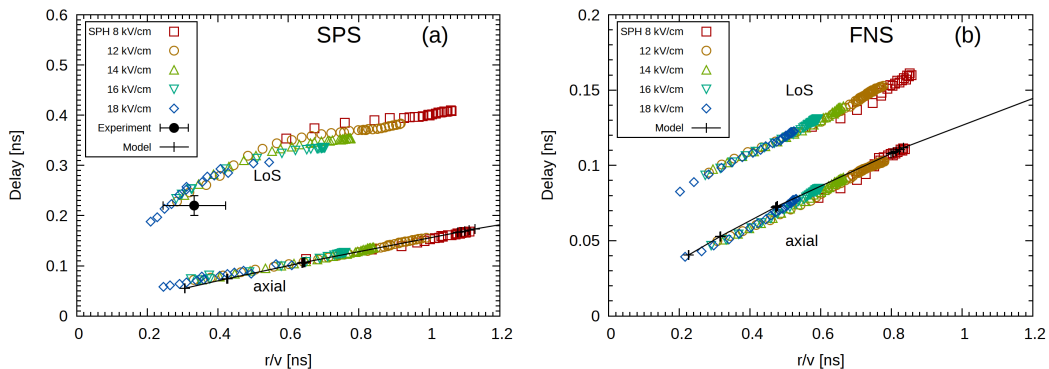 SPS (a)
SPH 8 kV/cm
12 kV/cm
14 kV/cm
16 kV/cm
18 kV/cm
Experiment
Model
LoS
axial
Delay [ns]
0.6
0.5
0.4
0.3
0.2
0.1
0
0 0.2 0.4 0.6 0.8 1 1.2
r/v [ns]
FNS (b)
SPH 8 kV/cm
12 kV/cm
14 kV/cm
16 kV/cm
18 kV/cm
Model
LoS
axial
Delay [ns]
0.2
0.15
0.1
0.05
0
0 0.2 0.4 0.6 0.8 1 1.2
r/v [ns]